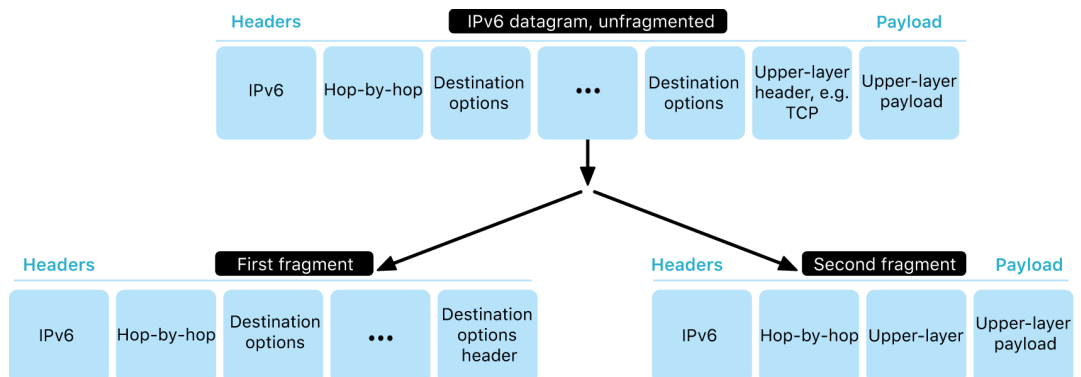 Headers IPv6 datagram, unfragmented Payload
IPv6
Hop-by-hop
Destination
options
...
Destination
options
Upper-layer
header, e.g.
TCP
Upper-layer
payload
Headers First fragment
IPv6
Hop-by-hop
Destination
options
...
Destination
options
header
Headers Second fragment Payload
IPv6
Hop-by-hop
Upper-layer
Upper-layer
payload